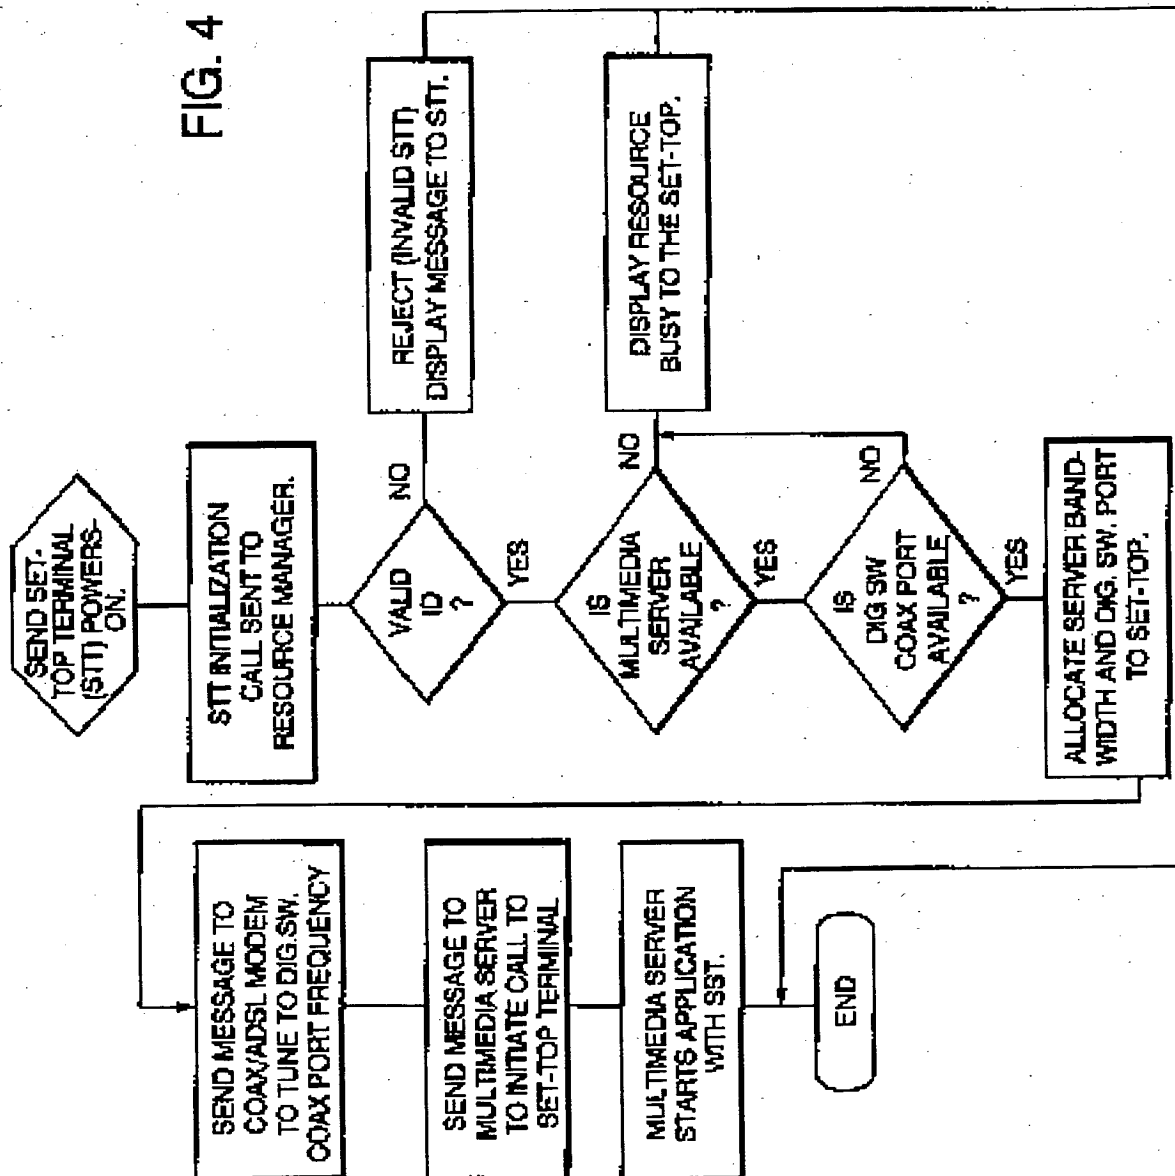 FIG. 4
SEND SET-
TOP TERMINAL
(STT) POWERS-
ON.
STT INITIALIZATION
CALL SENT TO
RESOURCE MANAGER.
VALID
ID
?
NO
REJECT (INVALID STT)
DISPLAY MESSAGE TO STT.
YES
IS
MULTIMEDIA
SERVER
AVAILABLE
?
NO
DISPLAY RESOURCE
BUSY TO THE SET-TOP.
YES
IS
DIG SW
COAX PORT
AVAILABLE
?
NO
YES
ALLOCATE SERVER BAND-
WIDTH AND DIG. SW. PORT
TO SET-TOP.
SEND MESSAGE TO
COAX/ADSL MODEM
TO TUNE TO DIG.SW.
COAX PORT FREQUENCY
SEND MESSAGE TO
MULTIMEDIA SERVER
TO INITIATE CALL TO
SET-TOP TERMINAL
MULTIMEDIA SERVER
STARTS APPLICATION
WITH SST.
END